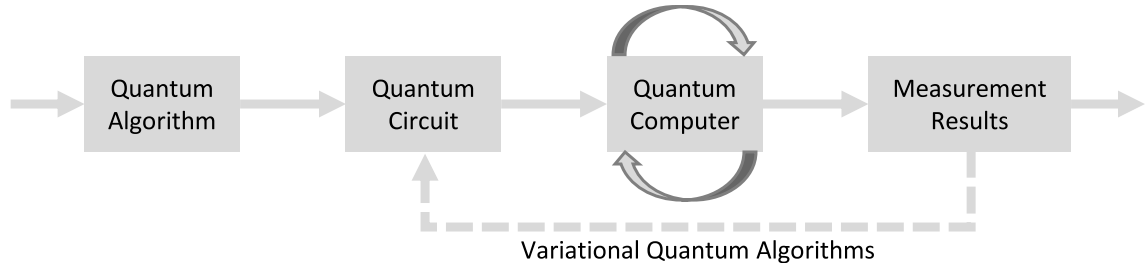 Quantum
Algorithm
Quantum
Circuit
Quantum
Computer
Measurement
Results
Variational Quantum Algorithms